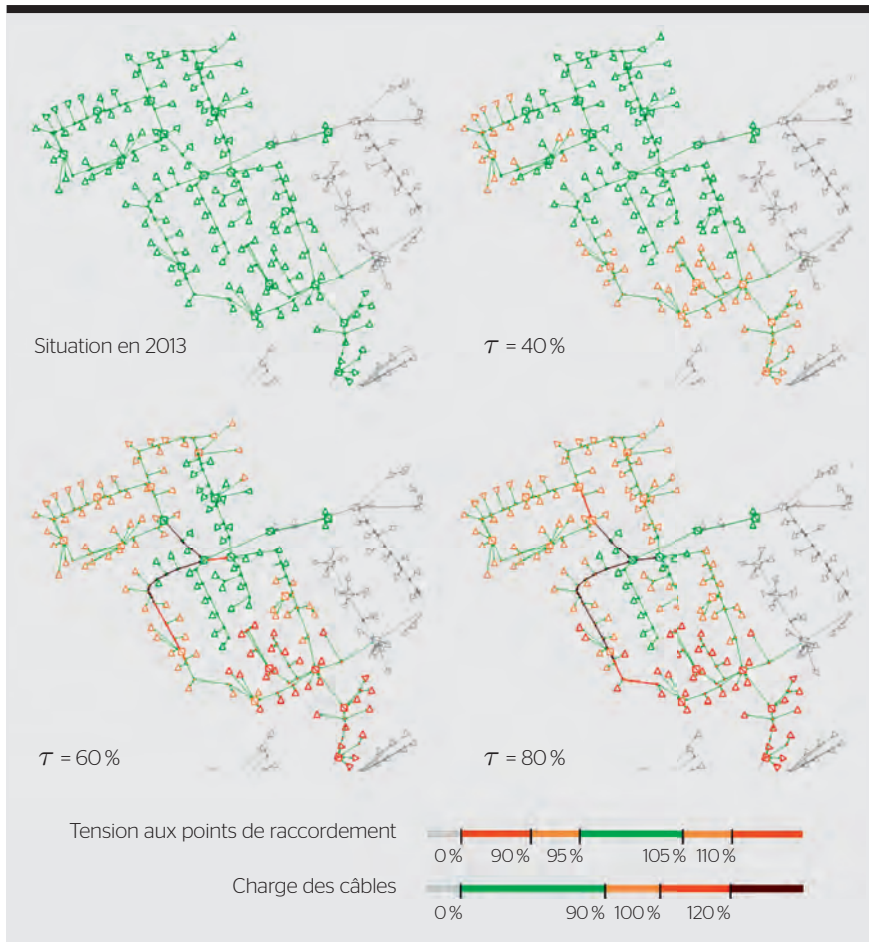 Situation en 2013
τ = 40 %
τ = 60 %
τ = 80 %
Tension aux points de raccordement
0 % 90 % 95 % 105 % 110 %
Charge des câbles
0 % 90 % 100 % 120 %